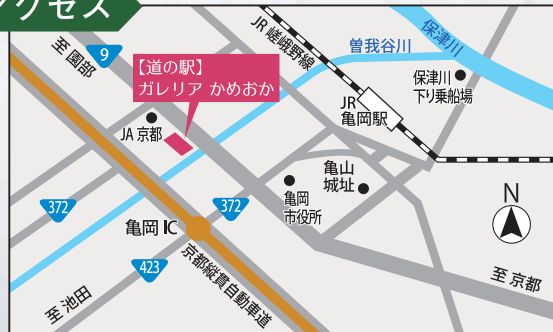 アクセス
至園部
9
【道の駅】
ガレリア かめおか
JA 京都
JR 嵯峨野線
曽我谷川
保津川
保津川
下り乗船場
JR
亀岡駅
亀山
城址
亀岡
市役所
372
372
亀岡 IC
423
至池田
京都縦貫自動車道
至京都
N